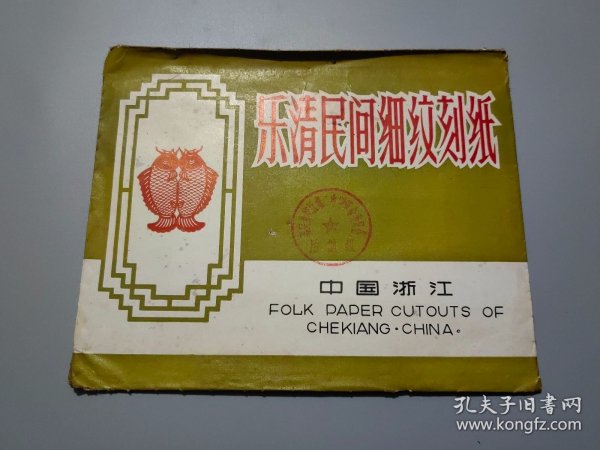 乐清民间细纹刻纸
中国浙江
FOLK PAPER CUTOUTS OF
CHEKIANG·CHINA。
孔夫子旧書网
www.kongfz.com